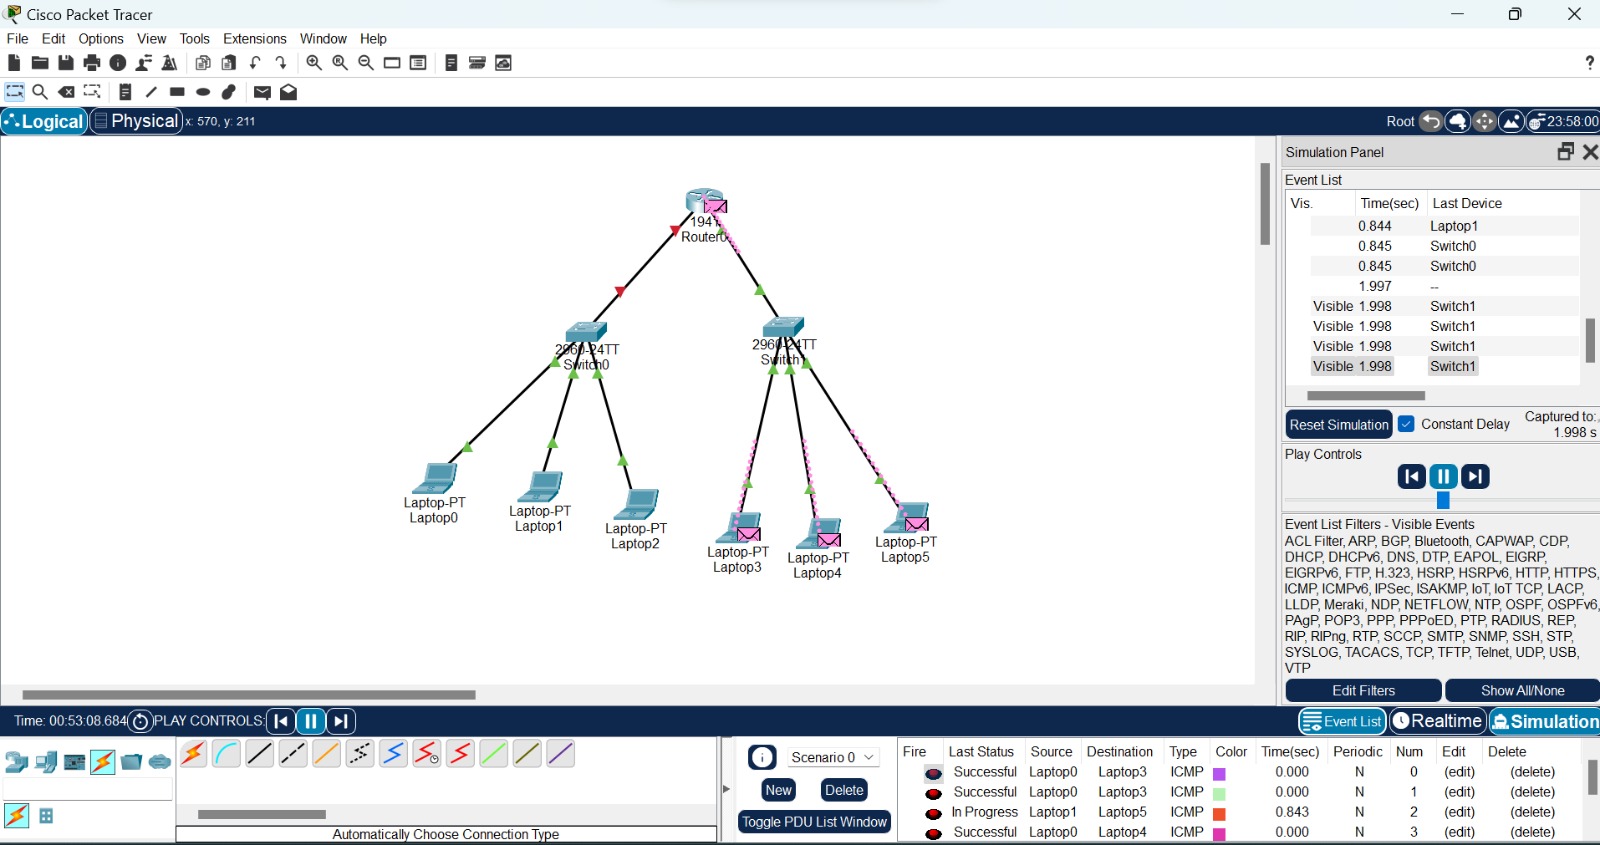 Cisco Packet Tracer
File Edit Options View Tools Extensions Window Help
?
Logical Physical x: 570, y: 211 Root 23:58:00
Simulation Panel
Event List
Vis. Time(sec) Last Device
0.844 Laptop1
0.845 Switch0
0.845 Switch0
1.997 --
Visible 1.998 Switch1
Visible 1.998 Switch1
Visible 1.998 Switch1
Visible 1.998 Switch1
Reset Simulation Constant Delay Captured to:
1.998 s
Play Controls
Event List Filters - Visible Events
ACL Filter, ARP, BGP, Bluetooth, CAPWAP, CDP,
DHCP, DHCPv6, DNS, DTP, EAPOL, EIGRP,
EIGRPv6, FTP, H.323, HSRP, HSRPv6, HTTP, HTTPS,
ICMP, ICMPv6, IPSec, ISAKMP, IoT, IoT TCP, LACP,
LLDP, Meraki, NDP, NETFLOW, NTP, OSPF, OSPFv6,
PAgP, POP3, PPP, PPPoED, PTP, RADIUS, REP,
RIP, RIPng, RTP, SCCP, SMTP, SNMP, SSH, STP,
SYSLOG, TACACS, TCP, TFTP, Telnet, UDP, USB,
VTP
Edit Filters Show All/None
1941
Router0
2960-24TT
Switch0
2960-24TT
Switch1
Laptop-PT
Laptop0
Laptop-PT
Laptop1
Laptop-PT
Laptop2
Laptop-PT
Laptop3
Laptop-PT
Laptop4
Laptop-PT
Laptop5
Time: 00:53:08.684 PLAY CONTROLS: Event List Realtime Simulation
Automatically Choose Connection Type
Scenario 0
New Delete
Toggle PDU List Window
Fire Last Status Source Destination Type Color Time(sec) Periodic Num Edit Delete
Successful Laptop0 Laptop3 ICMP 0.000 N 0 (edit) (delete)
Successful Laptop0 Laptop3 ICMP 0.000 N 1 (edit) (delete)
In Progress Laptop1 Laptop5 ICMP 0.843 N 2 (edit) (delete)
Successful Laptop0 Laptop4 ICMP 0.000 N 3 (edit) (delete)